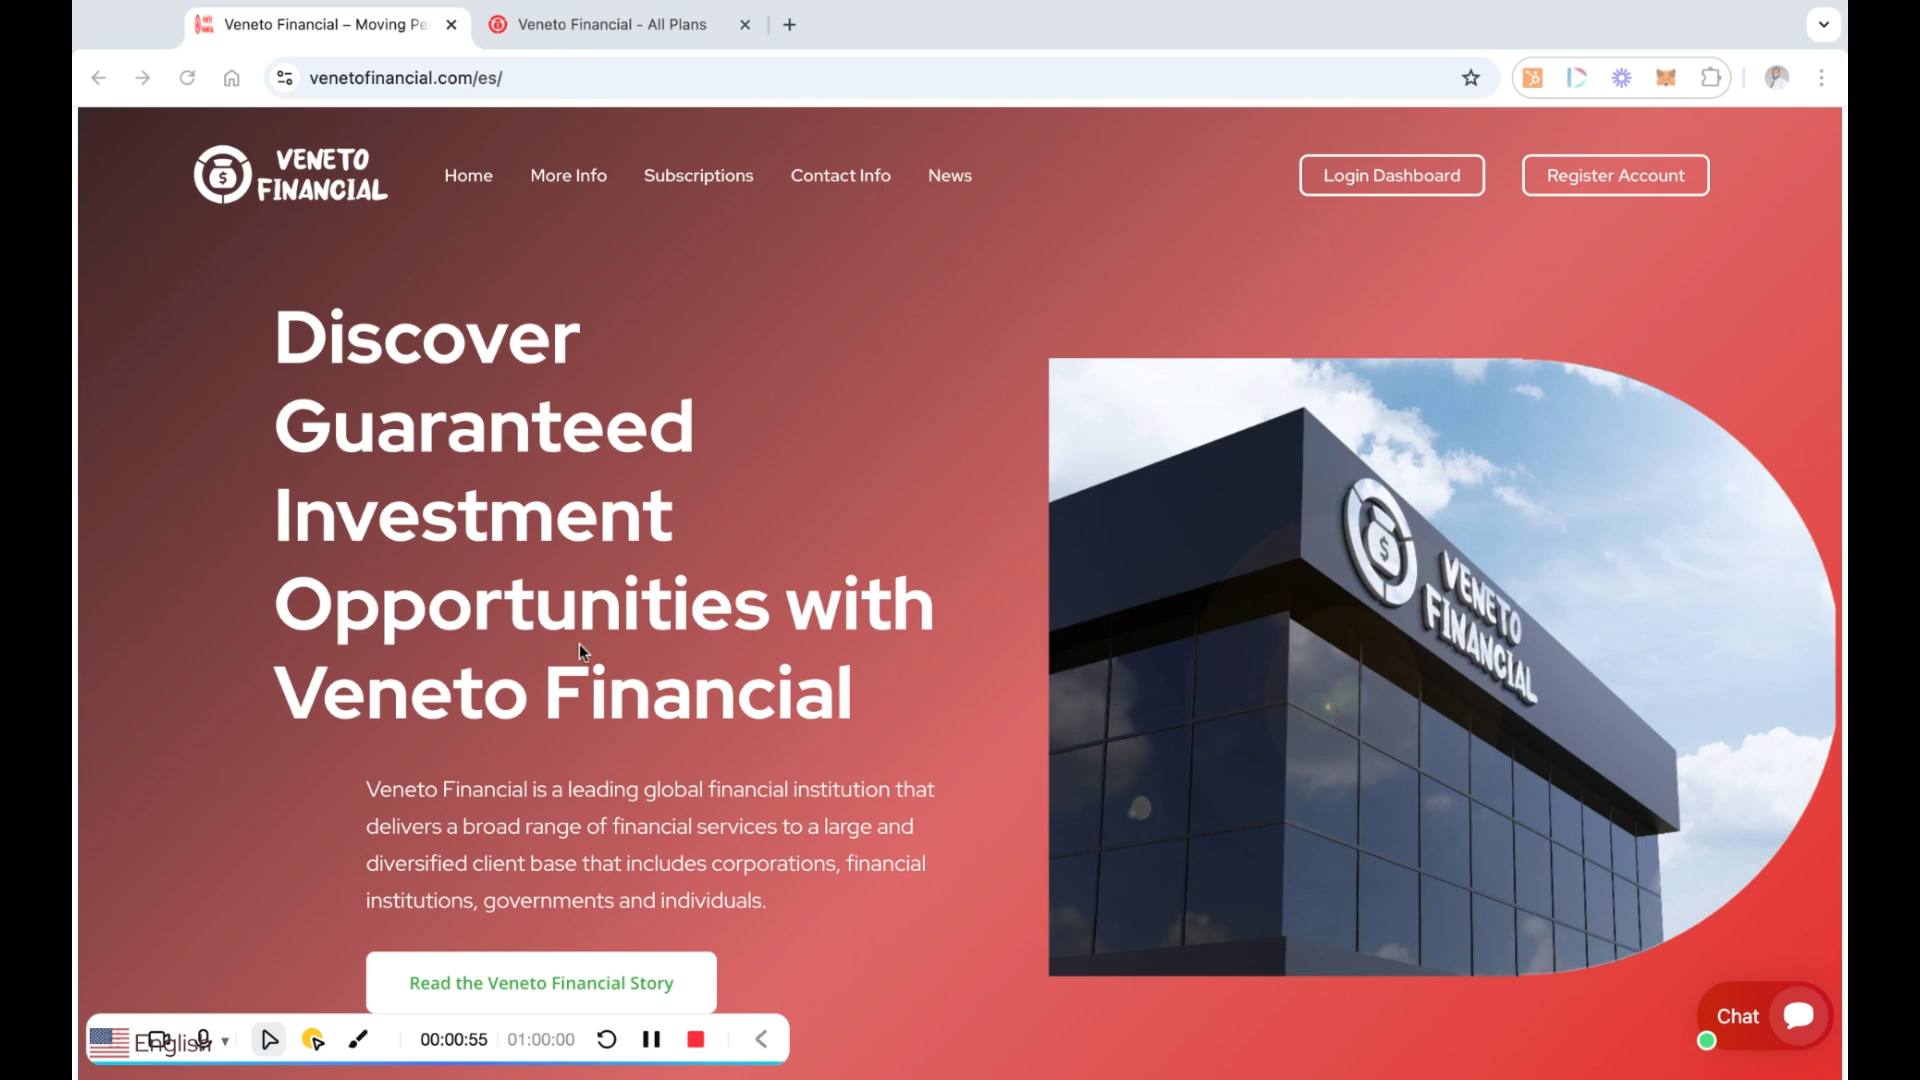 Veneto Financial – Moving Pe
Veneto Financial - All Plans
venetofinancial.com/es/
VENETO
FINANCIAL
Home
More Info
Subscriptions
Contact Info
News
Login Dashboard
Register Account
Discover
Guaranteed
Investment
Opportunities with
Veneto Financial
VENETO
FINANCIAL
Veneto Financial is a leading global financial institution that
delivers a broad range of financial services to a large and
diversified client base that includes corporations, financial
institutions, governments and individuals.
Read the Veneto Financial Story
Chat
English
00:00:55
01:00:00